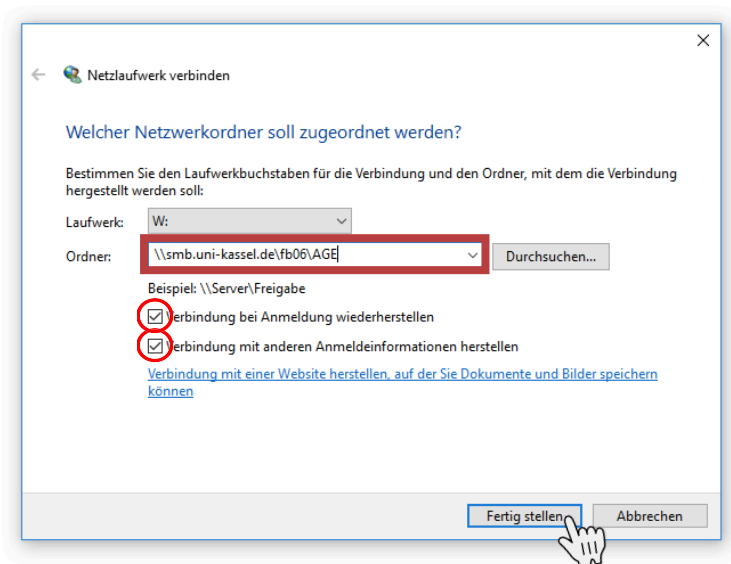 Netzlaufwerk verbinden
Welcher Netzwerkordner soll zugeordnet werden?
Bestimmen Sie den Laufwerkbuchstaben für die Verbindung und den Ordner, mit dem die Verbindung
hergestellt werden soll:
Laufwerk: W:
Ordner: \\smb.uni-kassel.de\fb06\AGE Durchsuchen...
Beispiel: \\Server\Freigabe
Verbindung bei Anmeldung wiederherstellen
Verbindung mit anderen Anmeldeinformationen herstellen
Verbindung mit einer Website herstellen, auf der Sie Dokumente und Bilder speichern
können
Fertig stellen Abbrechen